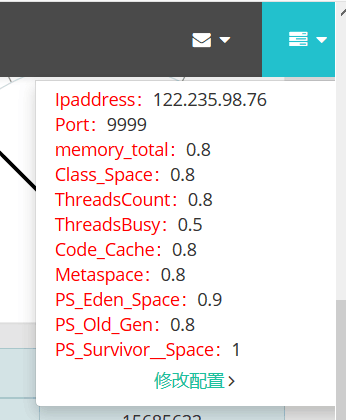 Ipaddress：122.235.98.76
Port：9999
memory_total：0.8
Class_Space：0.8
ThreadsCount：0.8
ThreadsBusy：0.5
Code_Cache：0.8
Metaspace：0.8
PS_Eden_Space：0.9
PS_Old_Gen：0.8
PS_Survivor__Space：1
修改配置